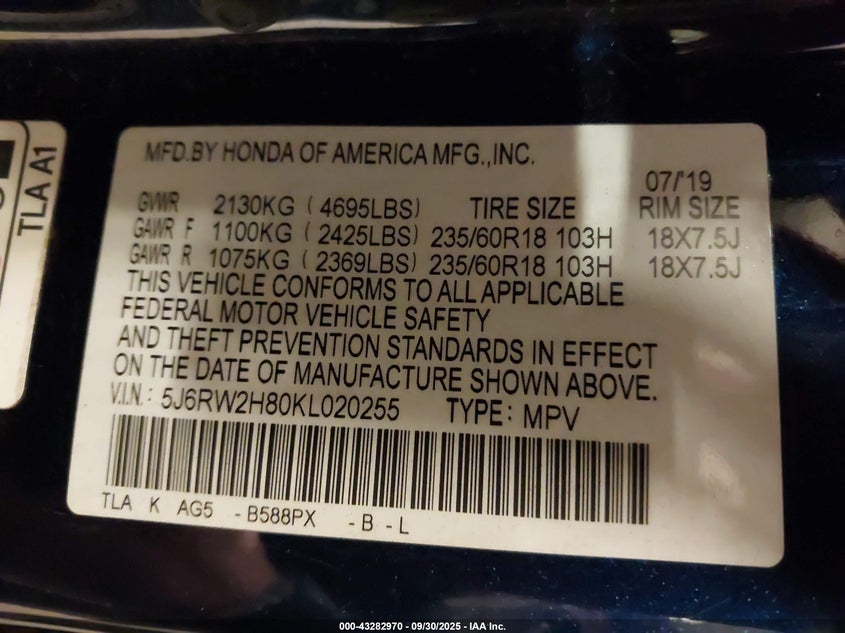 TLA A1
MFD.BY HONDA OF AMERICA MFG.,INC.
07/'19
GVWR 2130KG ( 4695LBS) TIRE SIZE RIM SIZE
GAWR F 1100KG ( 2425LBS) 235/60R18 103H 18X7.5J
GAWR R 1075KG ( 2369LBS) 235/60R18 103H 18X7.5J
THIS VEHICLE CONFORMS TO ALL APPLICABLE
FEDERAL MOTOR VEHICLE SAFETY
AND THEFT PREVENTION STANDARDS IN EFFECT
ON THE DATE OF MANUFACTURE SHOWN ABOVE.
V.I.N.: 5J6RW2H80KL020255 TYPE: MPV
TLA K AG5 -B588PX -B -L
000-43282970 - 09/30/2025 - IAA Inc.